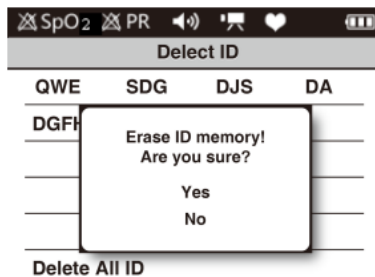 SpO2 PR
Delect ID
QWE SDG DJS DA
DGFH
Erase ID memory!
Are you sure?
Yes
No
Delete All ID